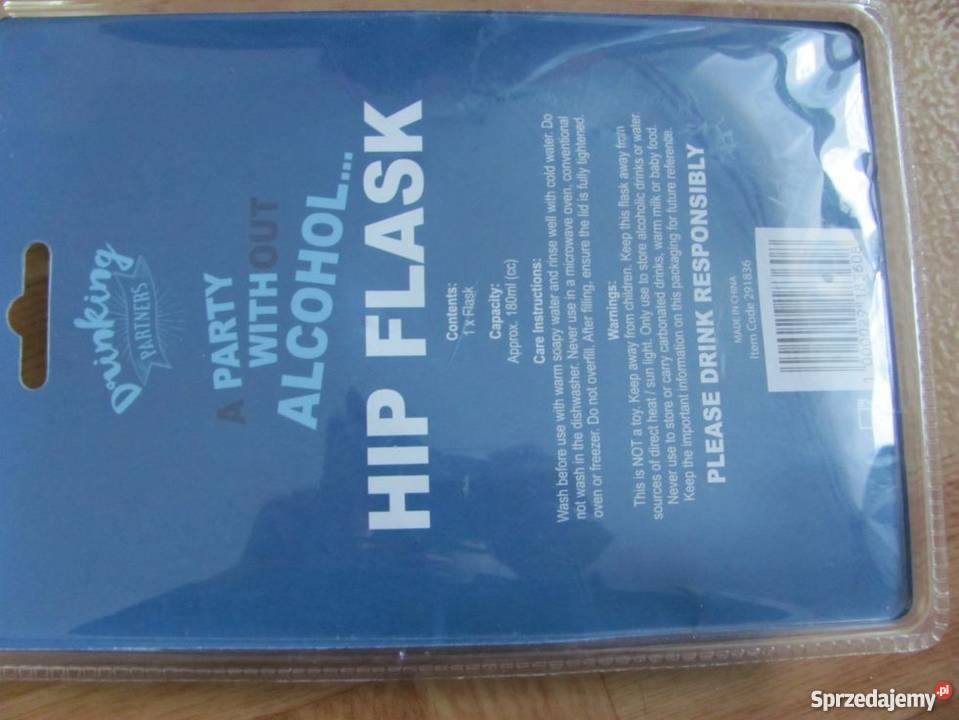 Drinking
PARTNERS
A PARTY
WITHOUT
ALCOHOL...
HIP FLASK
Contents:
1 x Flask
Capacity:
Approx. 180ml (cc)
Care Instructions:
Wash before use with warm soapy water and rinse well with cold water. Do
not wash in the dishwasher. Never use in a microwave oven, conventional
oven or freezer. Do not overfill. After filling, ensure the lid is fully tightened.
Warnings:
This is NOT a toy. Keep away from children. Keep this flask away from
sources of direct heat / sun light. Only use to store alcoholic drinks or water.
Never use to store or carry carbonated drinks, warm milk or baby food.
Keep the important information on this packaging for future reference.
PLEASE DRINK RESPONSIBLY
MADE IN CHINA
Item Code 291836
Sprzedajemy.pl